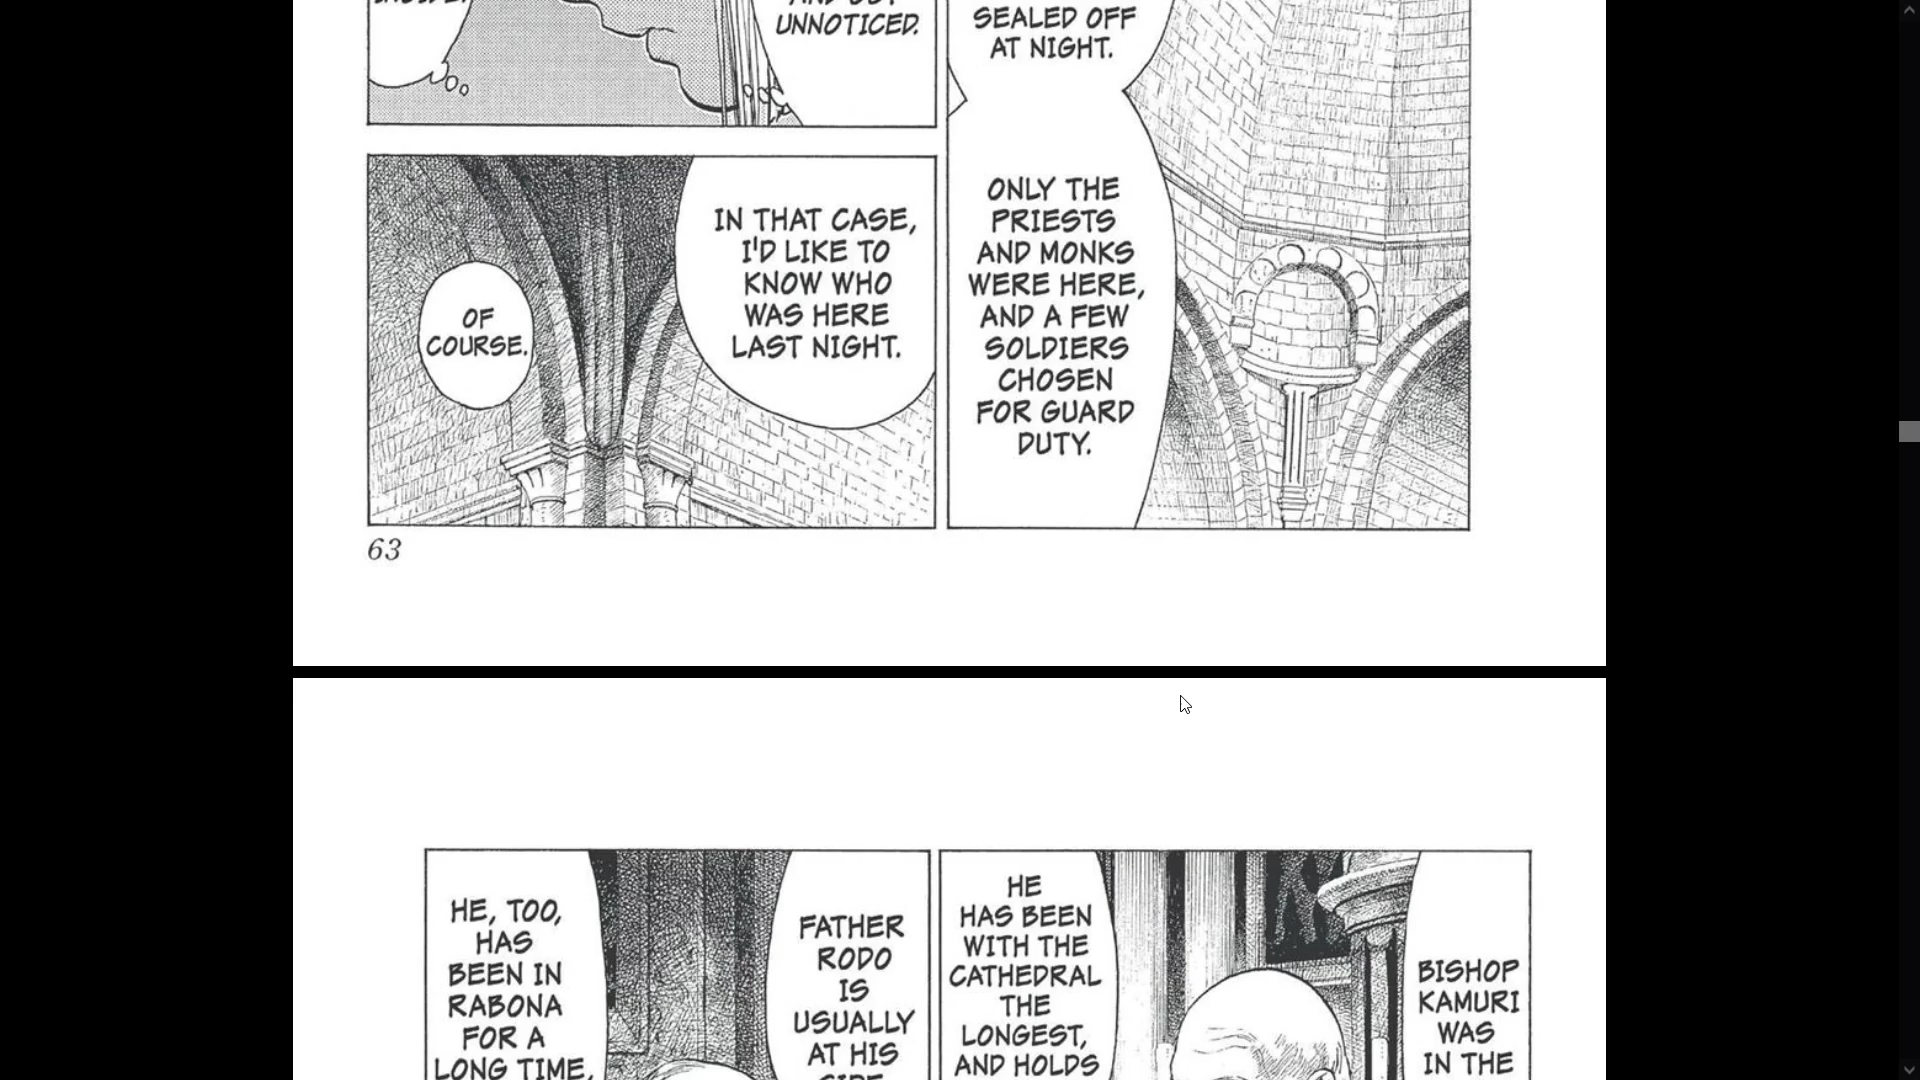 SEALED OFF
AT NIGHT.
ONLY THE
PRIESTS
AND MONKS
WERE HERE,
AND A FEW
SOLDIERS
CHOSEN
FOR GUARD
DUTY.
UNNOTICED.
IN THAT CASE,
I'D LIKE TO
KNOW WHO
WAS HERE
LAST NIGHT.
OF
COURSE.
63
BISHOP
KAMURI
WAS
IN THE
HE
HAS BEEN
WITH THE
CATHEDRAL
THE
LONGEST,
AND HOLDS
FATHER
RODO
IS
USUALLY
AT HIS
HE, TOO,
HAS
BEEN IN
RABONA
FOR A
LONG TIME,